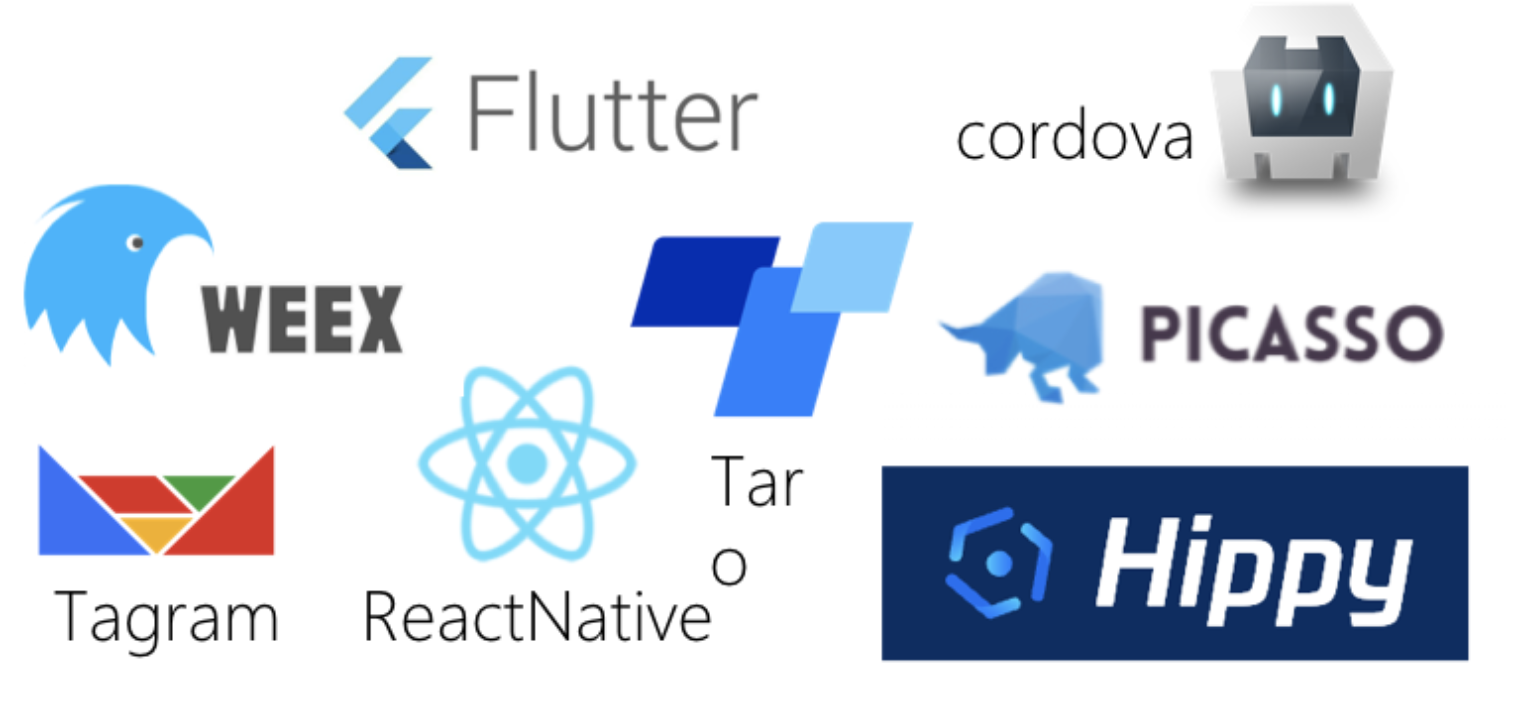 Flutter
cordova
WEEX
PICASSO
Tar
o
Tagram
ReactNative
Hippy